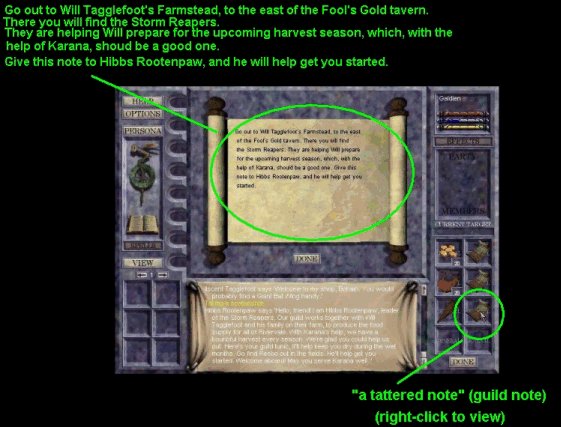 Go out to Will Tagglefoot's Farmstead, to the east of the Fool's Gold tavern.
There you will find the Storm Reapers.
They are helping Will prepare for the upcoming harvest season, which, with the
help of Karana, shoud be a good one.
Give this note to Hibbs Rootenpaw, and he will help get you started.
HELP
OPTIONS
PERSONA
VIEW
Go out to Will Tagglefoot's Farmstead, to the east
of the Fool's Gold tavern. There you will find
the Storm Reapers. They are helping Will prepare
for the upcoming harvest season, which, with the
help of Karana, shoud be a good one. Give this
note to Hibbs Rootenpaw, and he will help get you
started.
DONE
EFFECTS
PARTY
MEMBERS
CURRENT TARGET
20
20
DONE
Tagglefoot says 'Welcome to my shop, You would
probably find a Giant Bat Wing handy.'
Hibbs Rootenpaw says 'Hello, friend! I am Hibbs Rootenpaw, leader
of the Storm Reapers. Our guild works together with Will
Tagglefoot and his family on their farm, to produce the food
supply for all of Rivervale. With Karana's help, we have a
bountiful harvest every season. We're glad you could help us
out. Here's your guild tunic, it'll help keep you dry during the wet
months. Go find out in the fields. He'll help get you
started. Welcome aboard! May you serve Karana well.'
"a tattered note" (guild note)
(right-click to view)